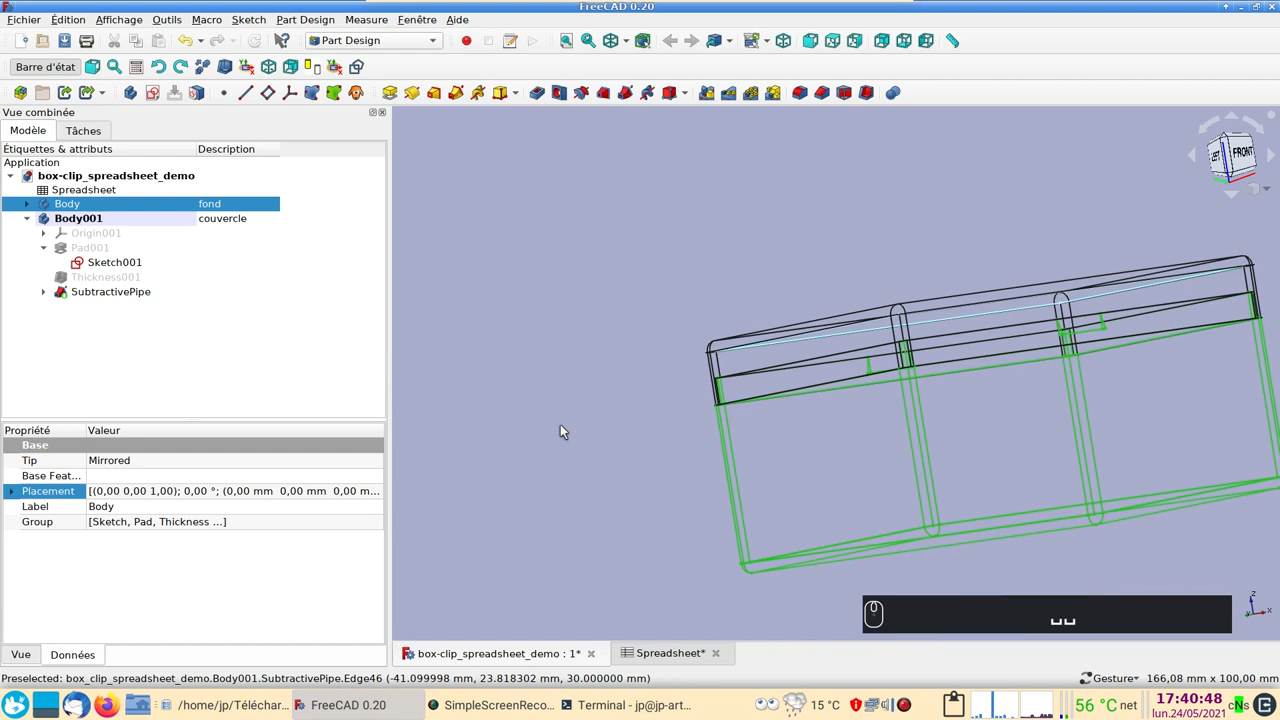 FreeCAD 0.20
Fichier Édition Affichage Outils Macro Sketch Part Design Measure Fenêtre Aide
Part Design
Barre d'état
Vue combinée
Modèle Tâches
Étiquettes & attributs Description
Application
box-clip_spreadsheet_demo
Spreadsheet
Body fond
Body001 couvercle
Origin001
Pad001
Sketch001
Thickness001
SubtractivePipe
LEFT FRONT
Propriété Valeur
Base
Tip Mirrored
Base Feat...
Placement [(0,00 0,00 1,00); 0,00 °; (0,00 mm 0,00 mm 0,00 m...
Label Body
Group [Sketch, Pad, Thickness ...]
z
x
Vue Données
box-clip_spreadsheet_demo : 1* Spreadsheet*
Preselected: box_clip_spreadsheet_demo.Body001.SubtractivePipe.Edge46 (-41.099998 mm, 23.818302 mm, 30.000000 mm) Gesture 166,08 mm x 100,00 mm
/home/jp/Téléchar... FreeCAD 0.20 SimpleScreenReco... Terminal - jp@jp-art... 15 °C 56 °C net 17:40:48 cNs
lun.24/05/2021